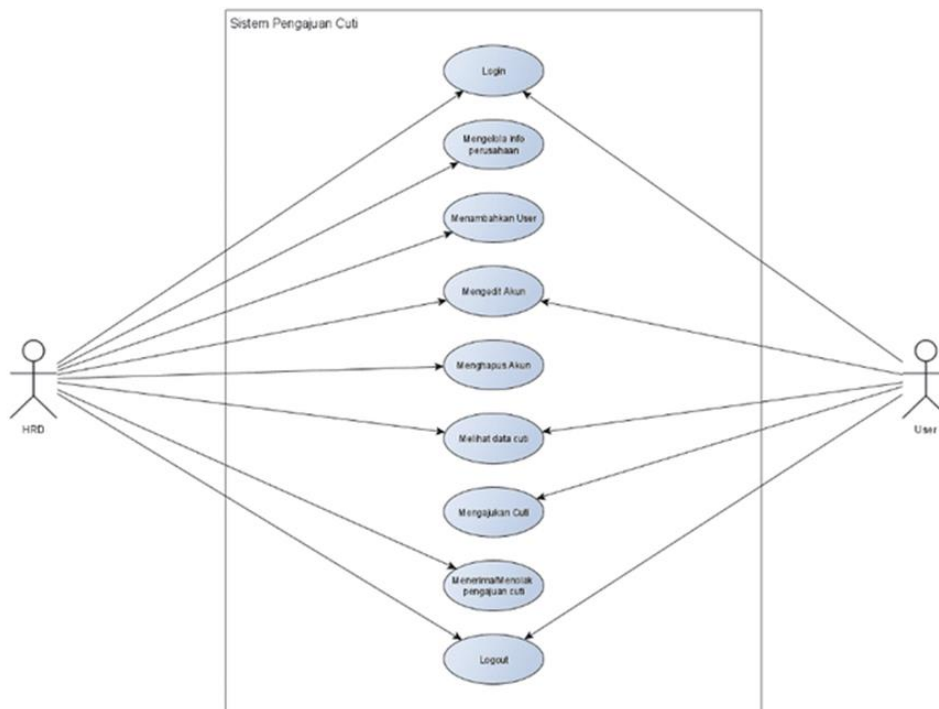 Sistem Pengajuan Cuti
Login
Mengelola info
perusahaan
Menambahkan User
Mengedit Akun
Menghapus Akun
HRD
User
Melihat data cuti
Mengajukan Cuti
Menerima/Menolak
pengajuan cuti
Logout